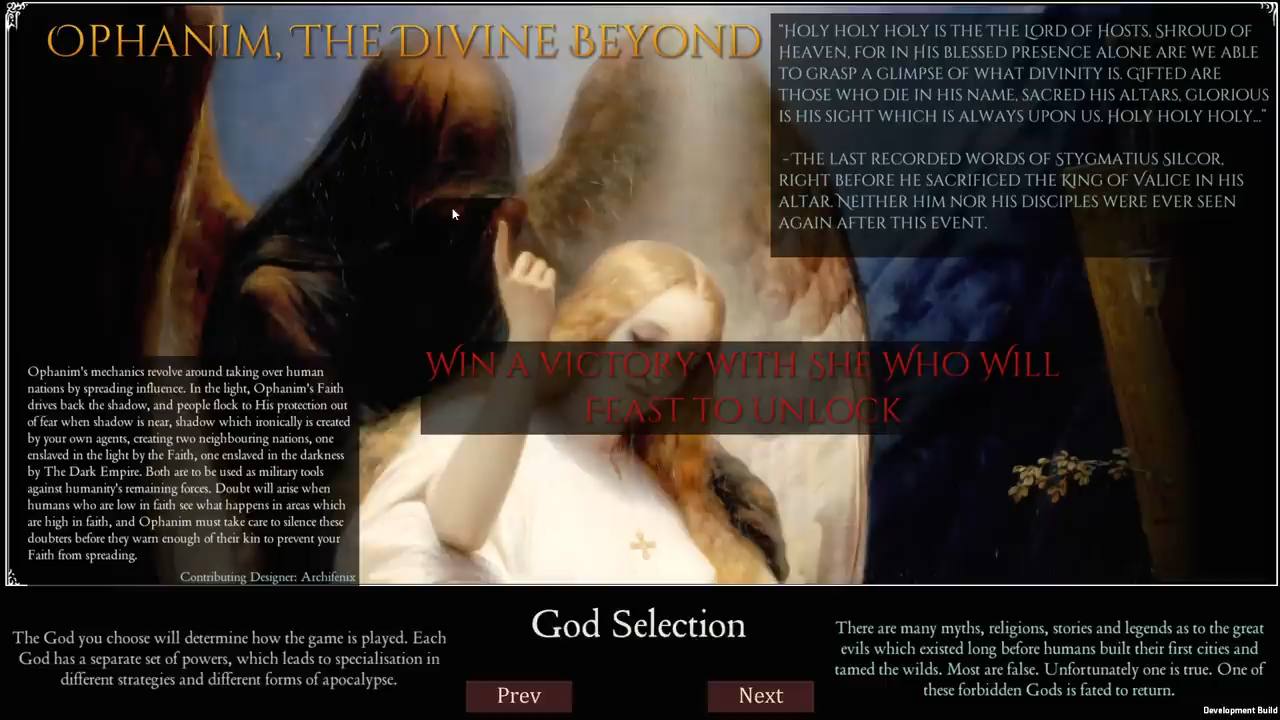 Ophanim, The Divine Beyond
"Holy holy holy is the the Lord of Hosts, Shroud of
Heaven, for in His blessed presence alone are we able
to grasp a glimpse of what divinity is. Gifted are
those who die in his name, sacred his altars, glorious
is his sight which is always upon us. Holy holy holy..."
-The last recorded words of Stygmatius Silcor,
right before he sacrificed the King of Valice in his
altar. Neither him nor his disciples were ever seen
again after this event.
Win a victory with She Who Will
Feast to unlock
Ophanim's mechanics revolve around taking over human
nations by spreading influence. In the light, Ophanim's Faith
drives back the shadow, and people flock to His protection out
of fear when shadow is near, shadow which ironically is created
by your own agents, creating two neighbouring nations, one
enslaved in the light by the Faith, one enslaved in the darkness
by The Dark Empire. Both are to be used as military tools
against humanity's remaining forces. Doubt will arise when
humans who are low in faith see what happens in areas which
are high in faith, and Ophanim must take care to silence these
doubters before they warn enough of their kin to prevent your
Faith from spreading.
Contributing Designer: Archifenix
God Selection
The God you choose will determine how the game is played. Each
God has a separate set of powers, which leads to specialisation in
different strategies and different forms of apocalypse.
Prev
Next
There are many myths, religions, stories and legends as to the great
evils which existed long before humans built their first cities and
tamed the wilds. Most are false. Unfortunately one is true. One of
these forbidden Gods is fated to return.
Development Build